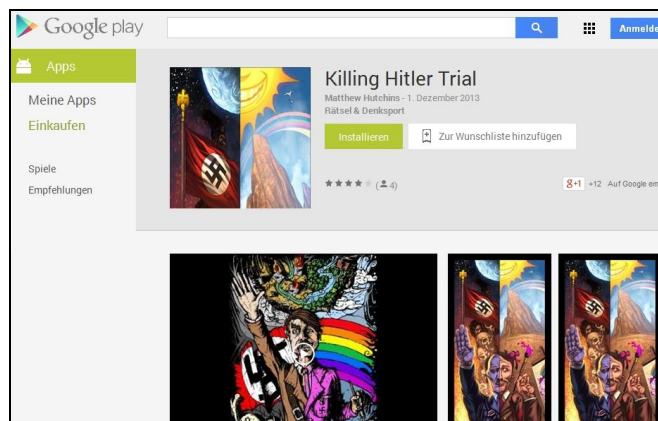 Google play
Anmelde
Apps
Killing Hitler Trial
Matthew Hutchins - 1. Dezember 2013
Rätsel & Denksport
Meine Apps
Einkaufen
Installieren
Zur Wunschliste hinzufügen
Spiele
Empfehlungen
( 4)
g+1 +12 Auf Google em